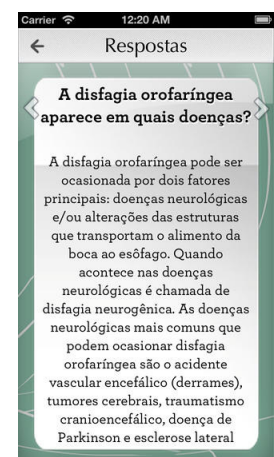 Carrier 12:20 AM
Respostas
A disfagia orofaríngea
aparece em quais doenças?
A disfagia orofaríngea pode ser
ocasionada por dois fatores
principais: doenças neurológicas
e/ou alterações das estruturas
que transportam o alimento da
boca ao esôfago. Quando
acontece nas doenças
neurológicas é chamada de
disfagia neurogênica. As doenças
neurológicas mais comuns que
podem ocasionar disfagia
orofaríngea são o acidente
vascular encefálico (derrames),
tumores cerebrais, traumatismo
cranioencefálico, doença de
Parkinson e esclerose lateral